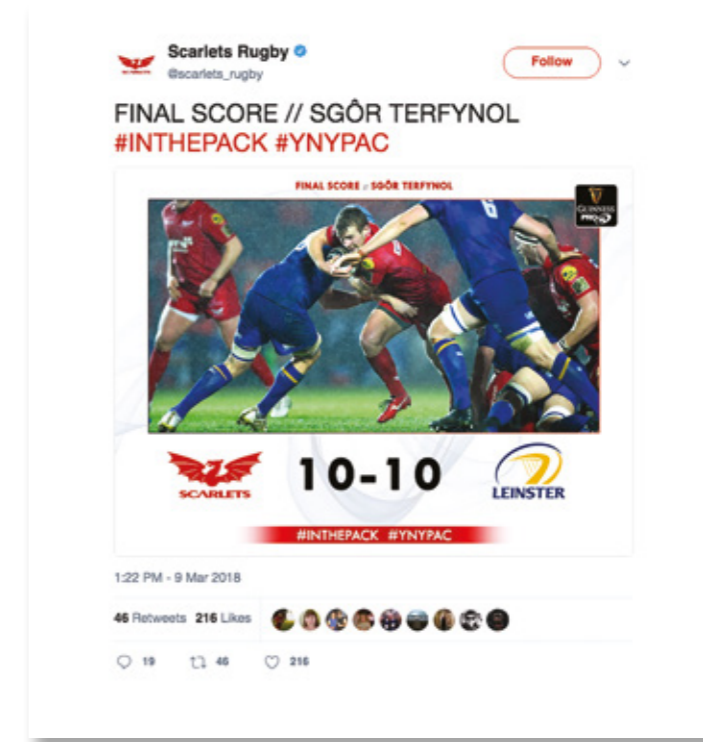 Scarlets Rugby
@scarlets_rugby
Follow
FINAL SCORE // SGÔR TERFYNOL
#INTHEPACK #YNYPAC
FINAL SCORE // SGÔR TERFYNOL
GUINNESS
PRO14
SCARLETS
10-10
LEINSTER
#INTHEPACK #YNYPAC
1:22 PM - 9 Mar 2018
46 Retweets 216 Likes
19 46 216